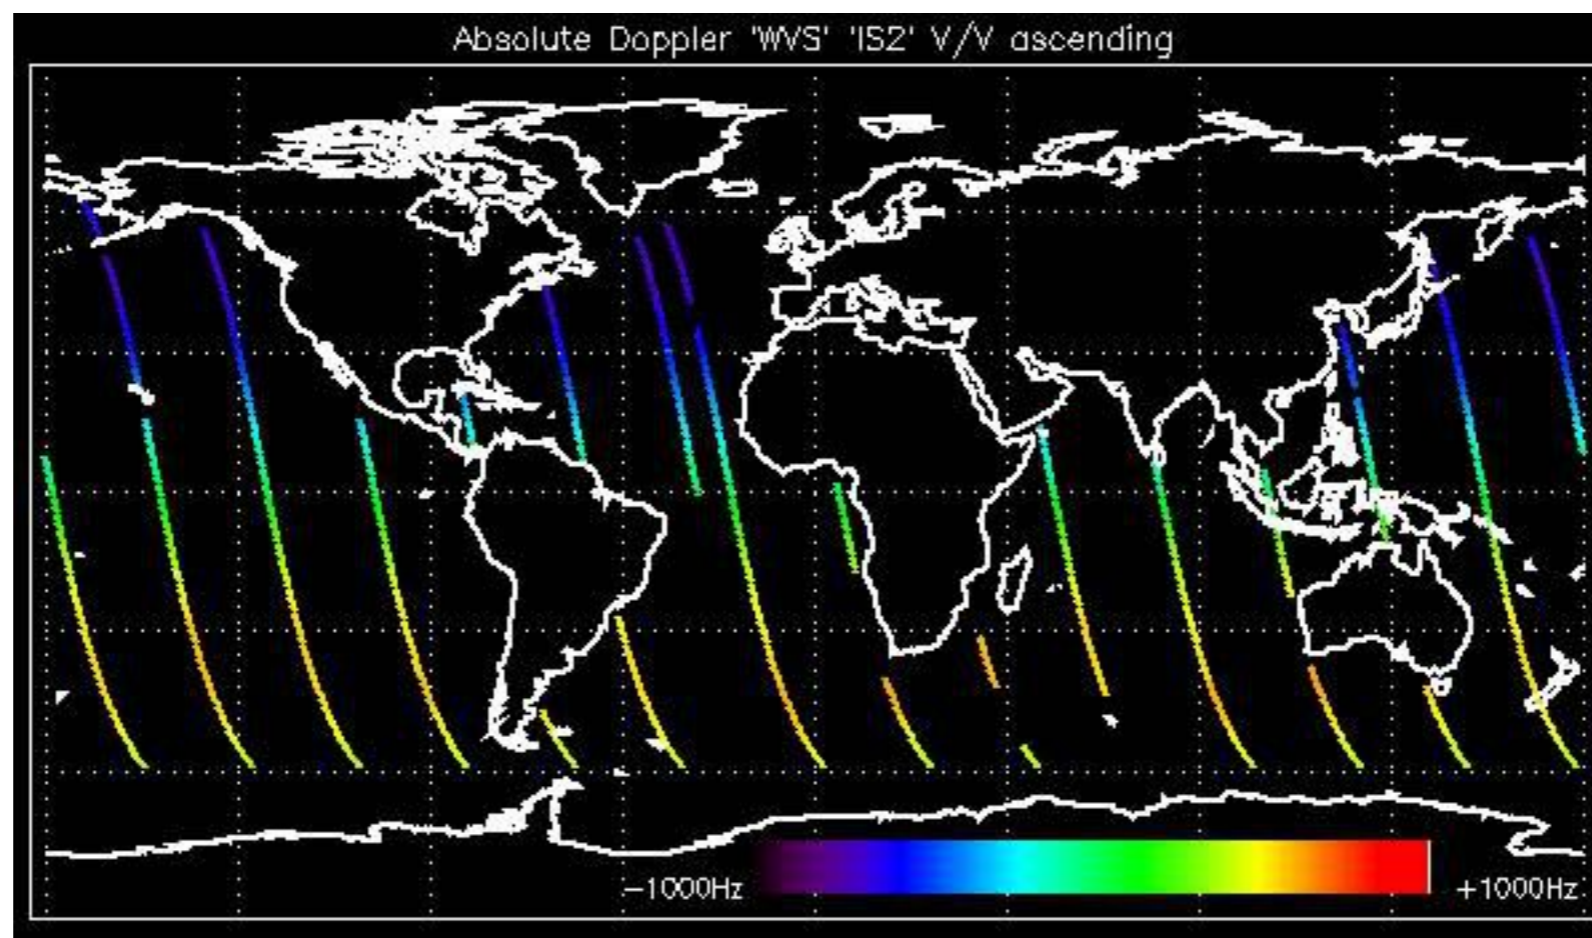 Absolute Doppler 'WVS' 'IS2' V/V ascending
-1000Hz +1000Hz